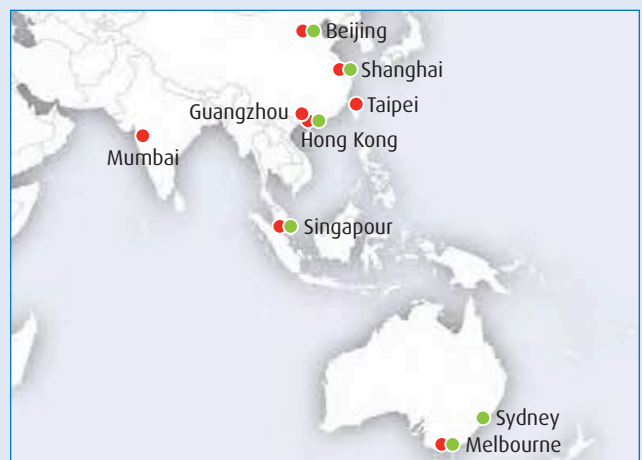 Beijing
Shanghai
Taipei
Guangzhou
Hong Kong
Mumbai
Singapour
Sydney
Melbourne